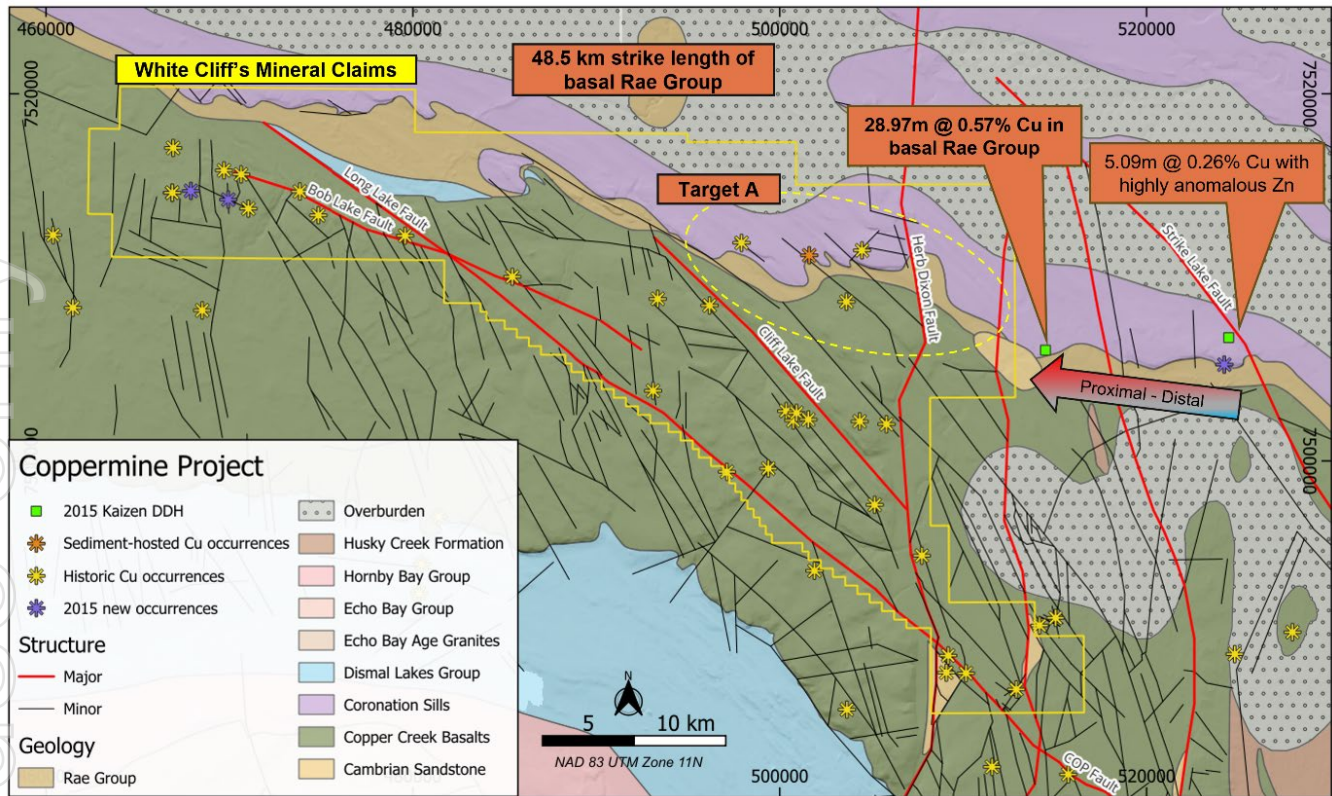 460000
480000
500000
520000
White Cliff's Mineral Claims
48.5 km strike length of
basal Rae Group
7520000
7520000
28.97m @ 0.57% Cu in
basal Rae Group
5.09m @ 0.26% Cu with
highly anomalous Zn
Target A
Long Lake Fault
Bob Lake Fault
Herb Dixon Fault
Strike Lake Fault
Cliff Lake Fault
Proximal - Distal
7500000
COP Fault
Coppermine Project
2015 Kaizen DDH
Sediment-hosted Cu occurrences
Historic Cu occurrences
2015 new occurrences
Structure
Major
Minor
Geology
Rae Group
Overburden
Husky Creek Formation
Hornby Bay Group
Echo Bay Group
Echo Bay Age Granites
Dismal Lakes Group
Coronation Sills
Copper Creek Basalts
Cambrian Sandstone
N
5 10 km
NAD 83 UTM Zone 11N
500000
520000